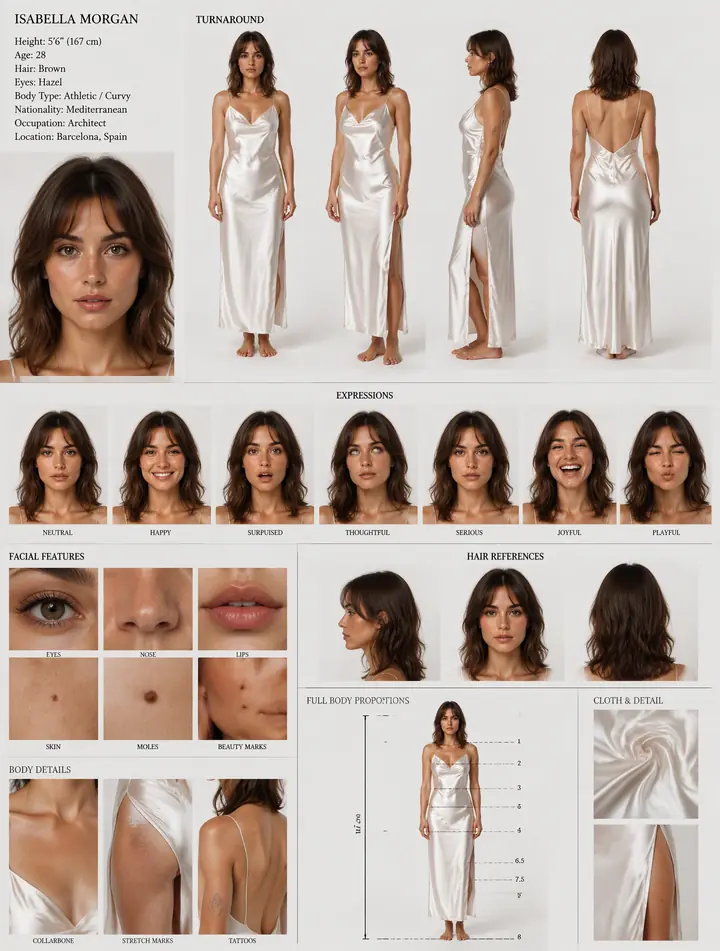 ISABELLA MORGAN
Height: 5'6" (167 cm)
Age: 28
Hair: Brown
Eyes: Hazel
Body Type: Athletic / Curvy
Nationality: Mediterranean
Occupation: Architect
Location: Barcelona, Spain
TURNAROUND
EXPRESSIONS
NEUTRAL
HAPPY
SURPUISED
THOUGHTFUL
SERIOUS
JOYFUL
PLAYFUL
FACIAL FEATURES
EYES
NOSE
LIPS
SKIN
MOLES
BEAUTY MARKS
HAIR REFERENCES
BODY DETAILS
COLLARBONE
STRETCH MARKS
TATTOOS
FULL BODY PROPOTIONS
1
2
3
3
4
6.5
7.5
8
CLOTH & DETAIL